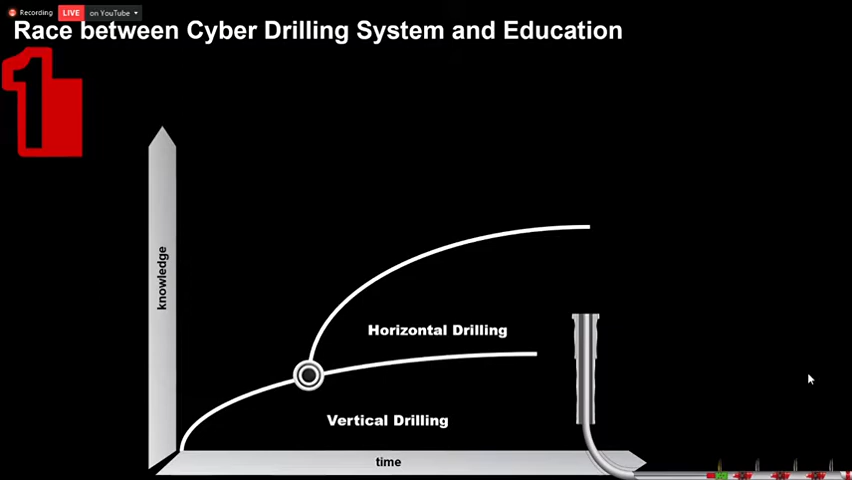 Recording LIVE on YouTube
Race between Cyber Drilling System and Education
1
knowledge
Horizontal Drilling
Vertical Drilling
time